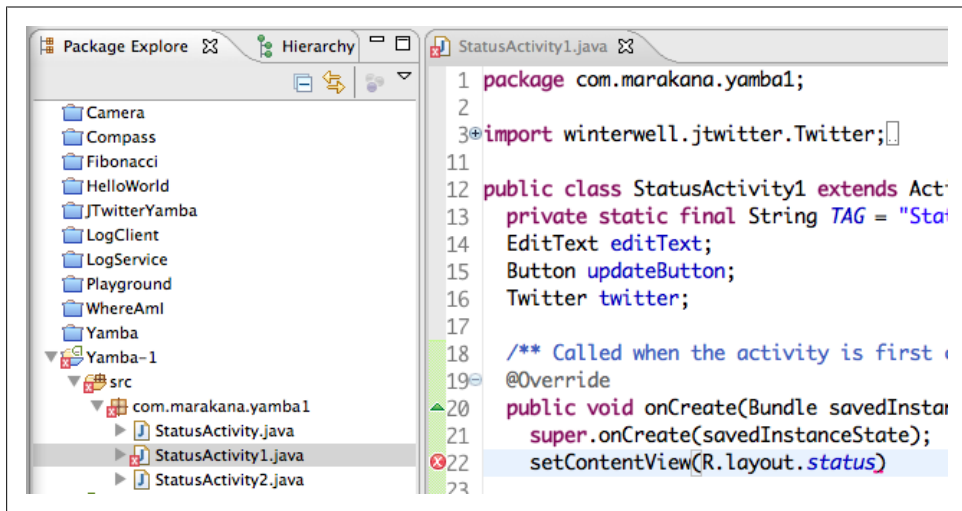 Package Explore
Hierarchy
Camera
Compass
Fibonacci
HelloWorld
JTwitterYamba
LogClient
LogService
Playground
WhereAmI
Yamba
Yamba-1
src
com.marakana.yamba1
StatusActivity.java
StatusActivity1.java
StatusActivity2.java
StatusActivity1.java
1 package com.marakana.yamba1;
2
3 import winterwell.jtwitter.Twitter;
11
12 public class StatusActivity1 extends Acti
13 private static final String TAG = "Stat
14 EditText editText;
15 Button updateButton;
16 Twitter twitter;
17
18 /** Called when the activity is first
19 @Override
20 public void onCreate(Bundle savedInstan
21 super.onCreate(savedInstanceState);
22 setContentView(R.layout.status)
23